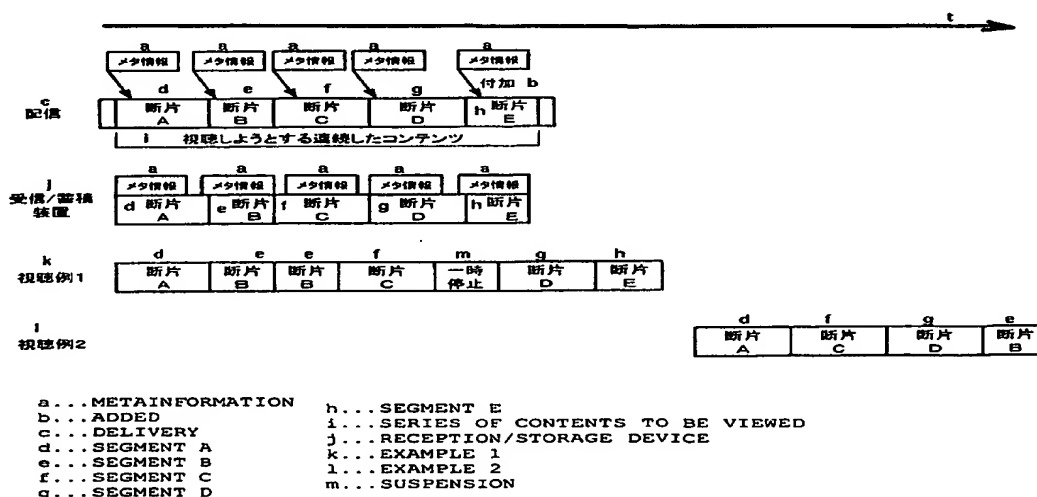 t
a a a a a
メタ情報 メタ情報 メタ情報 メタ情報 メタ情報
付加 b
c
配信
d e f g
断片 A 断片 B 断片 C 断片 D h 断片 E
i 視聴しようとする連続したコンテンツ
j
受信/蓄積
装置
a a a a a
メタ情報 メタ情報 メタ情報 メタ情報 メタ情報
d 断片 A e 断片 B f 断片 C g 断片 D h 断片 E
k
視聴例1
d e e f m g h
断片 A 断片 B 断片 B 断片 C 一時停止 断片 D 断片 E
l
視聴例2
d f g e
断片 A 断片 C 断片 D 断片 B
a...METAINFORMATION
b...ADDED
c...DELIVERY
d...SEGMENT A
e...SEGMENT B
f...SEGMENT C
g...SEGMENT D
h...SEGMENT E
i...SERIES OF CONTENTS TO BE VIEWED
j...RECEPTION/STORAGE DEVICE
k...EXAMPLE 1
l...EXAMPLE 2
m...SUSPENSION